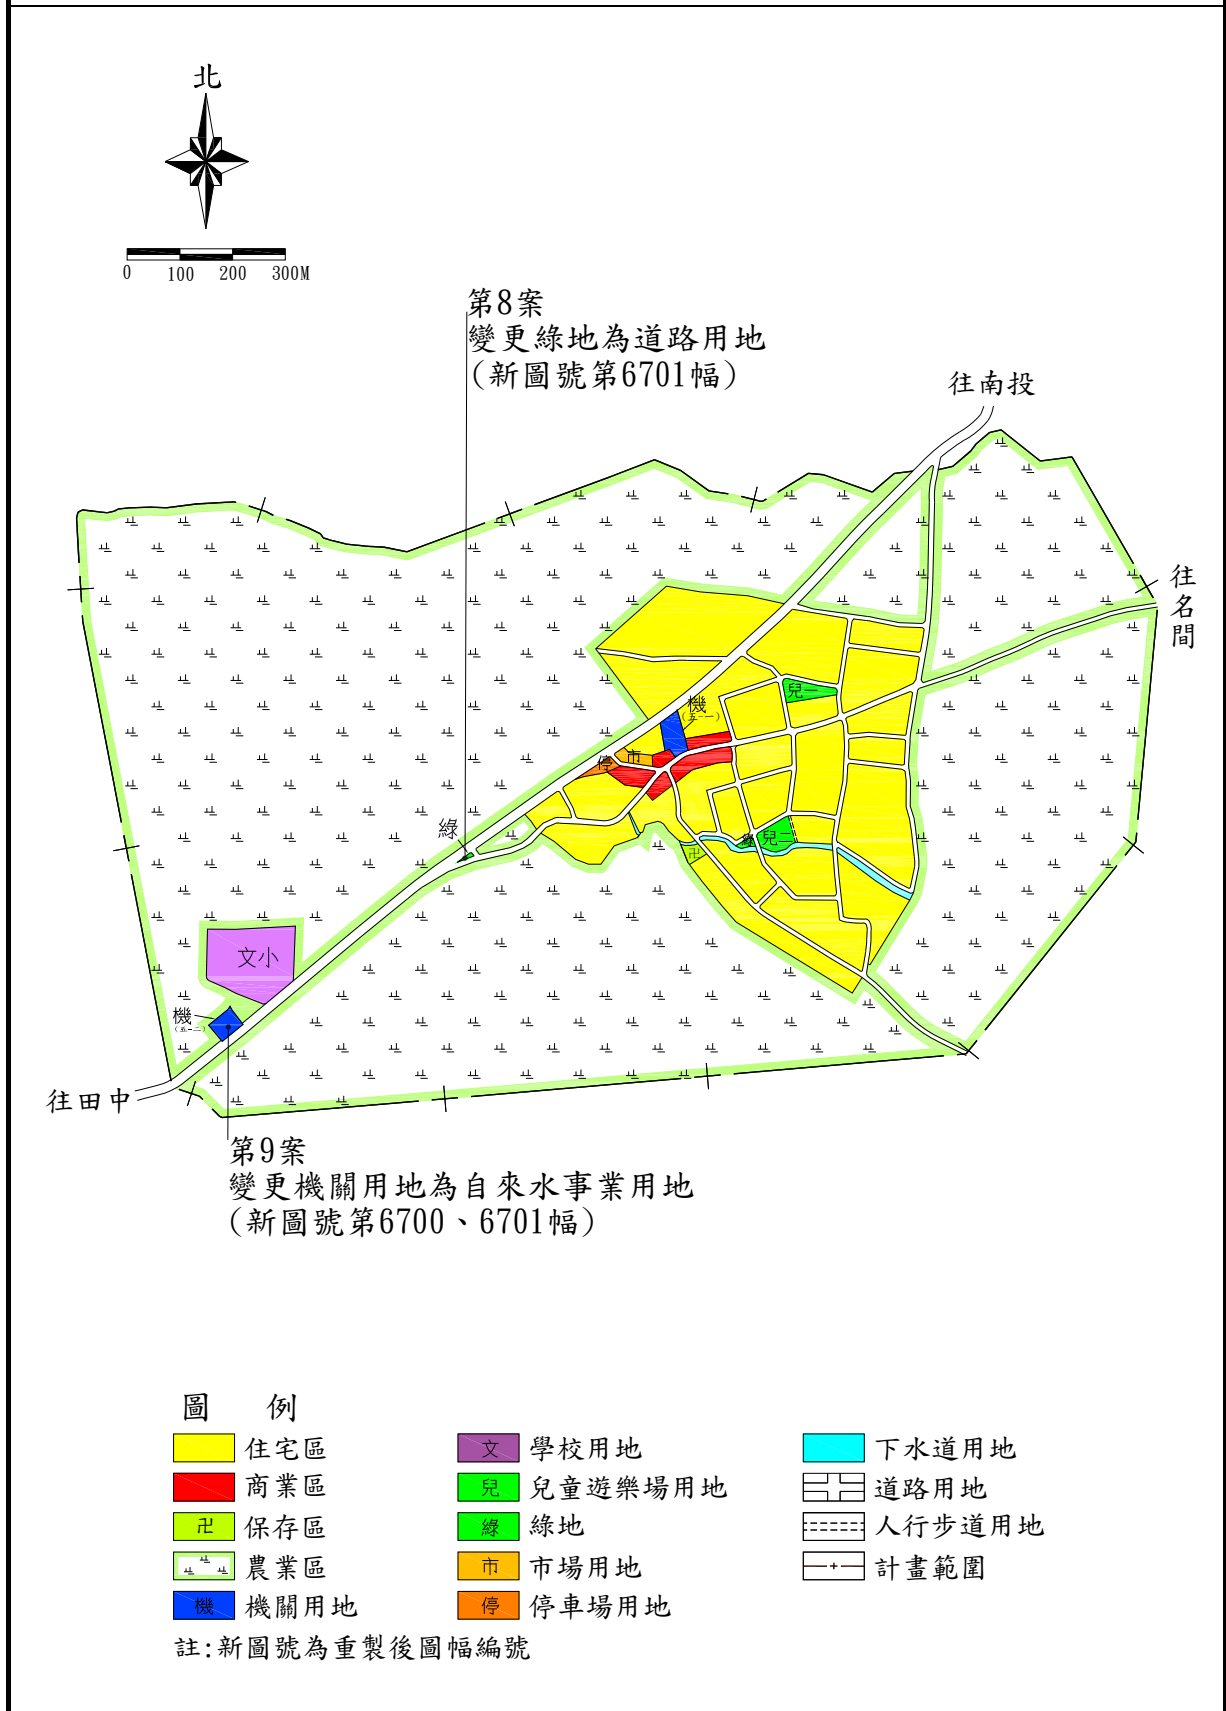 北
0 100 200 300M
第8案
變更綠地為道路用地
(新圖號第6701幅)
往南投
往名間
兒一
機
(五-一)
市
停
綠
兒二
綠
卍
文小
機
(五-二)
往田中
第9案
變更機關用地為自來水事業用地
(新圖號第6700、6701幅)
圖 例
住宅區
商業區
卍 保存區
農業區
機 機關用地
文 學校用地
兒 兒童遊樂場用地
綠 綠地
市 市場用地
停 停車場用地
下水道用地
道路用地
人行步道用地
計畫範圍
註:新圖號為重製後圖幅編號